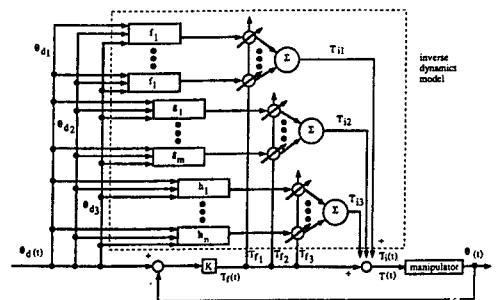 θd1
f1
Σ
Ti1
inverse
dynamics
model
f1
θd2
g1
Σ
Ti2
gm
θd3
h1
Σ
Ti3
hn
θd(t)
+
-
K
Tf(t)
Tf1
Tf2
Tf3
+
+
Ti(t)
T(t)
manipulator
θ(t)